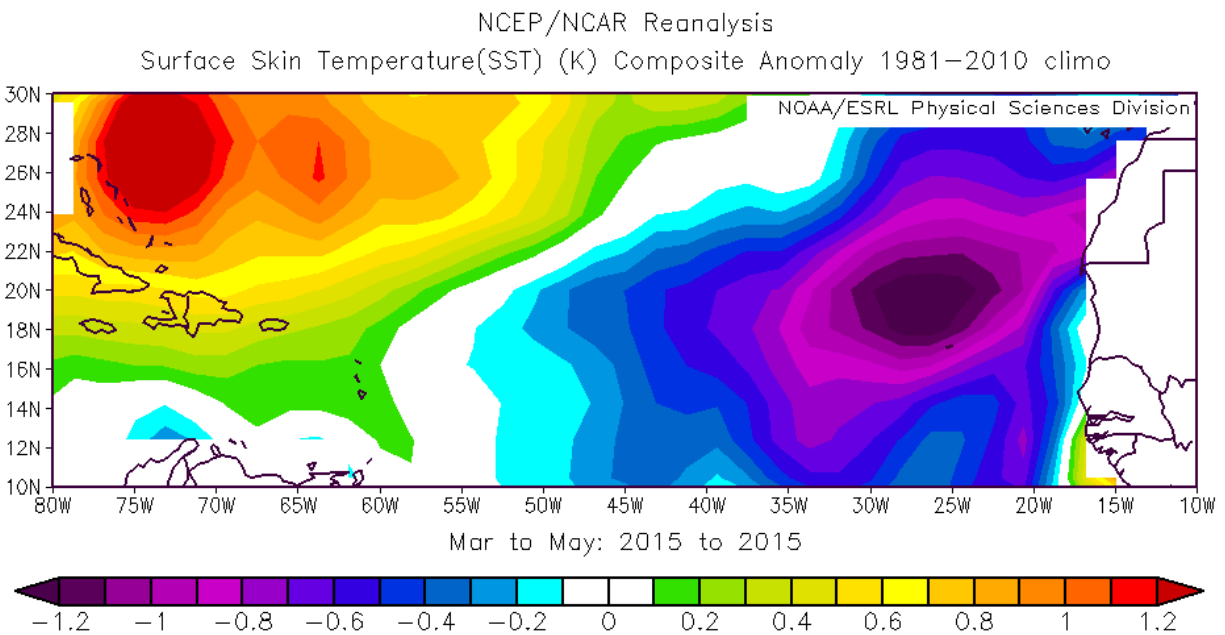 NCEP/NCAR Reanalysis
Surface Skin Temperature(SST) (K) Composite Anomaly 1981−2010 climo
NOAA/ESRL Physical Sciences Division
30N
28N
26N
24N
22N
20N
18N
16N
14N
12N
10N
80W 75W 70W 65W 60W 55W 50W 45W 40W 35W 30W 25W 20W 15W 10W
Mar to May: 2015 to 2015
−1.2 −1 −0.8 −0.6 −0.4 −0.2 0 0.2 0.4 0.6 0.8 1 1.2